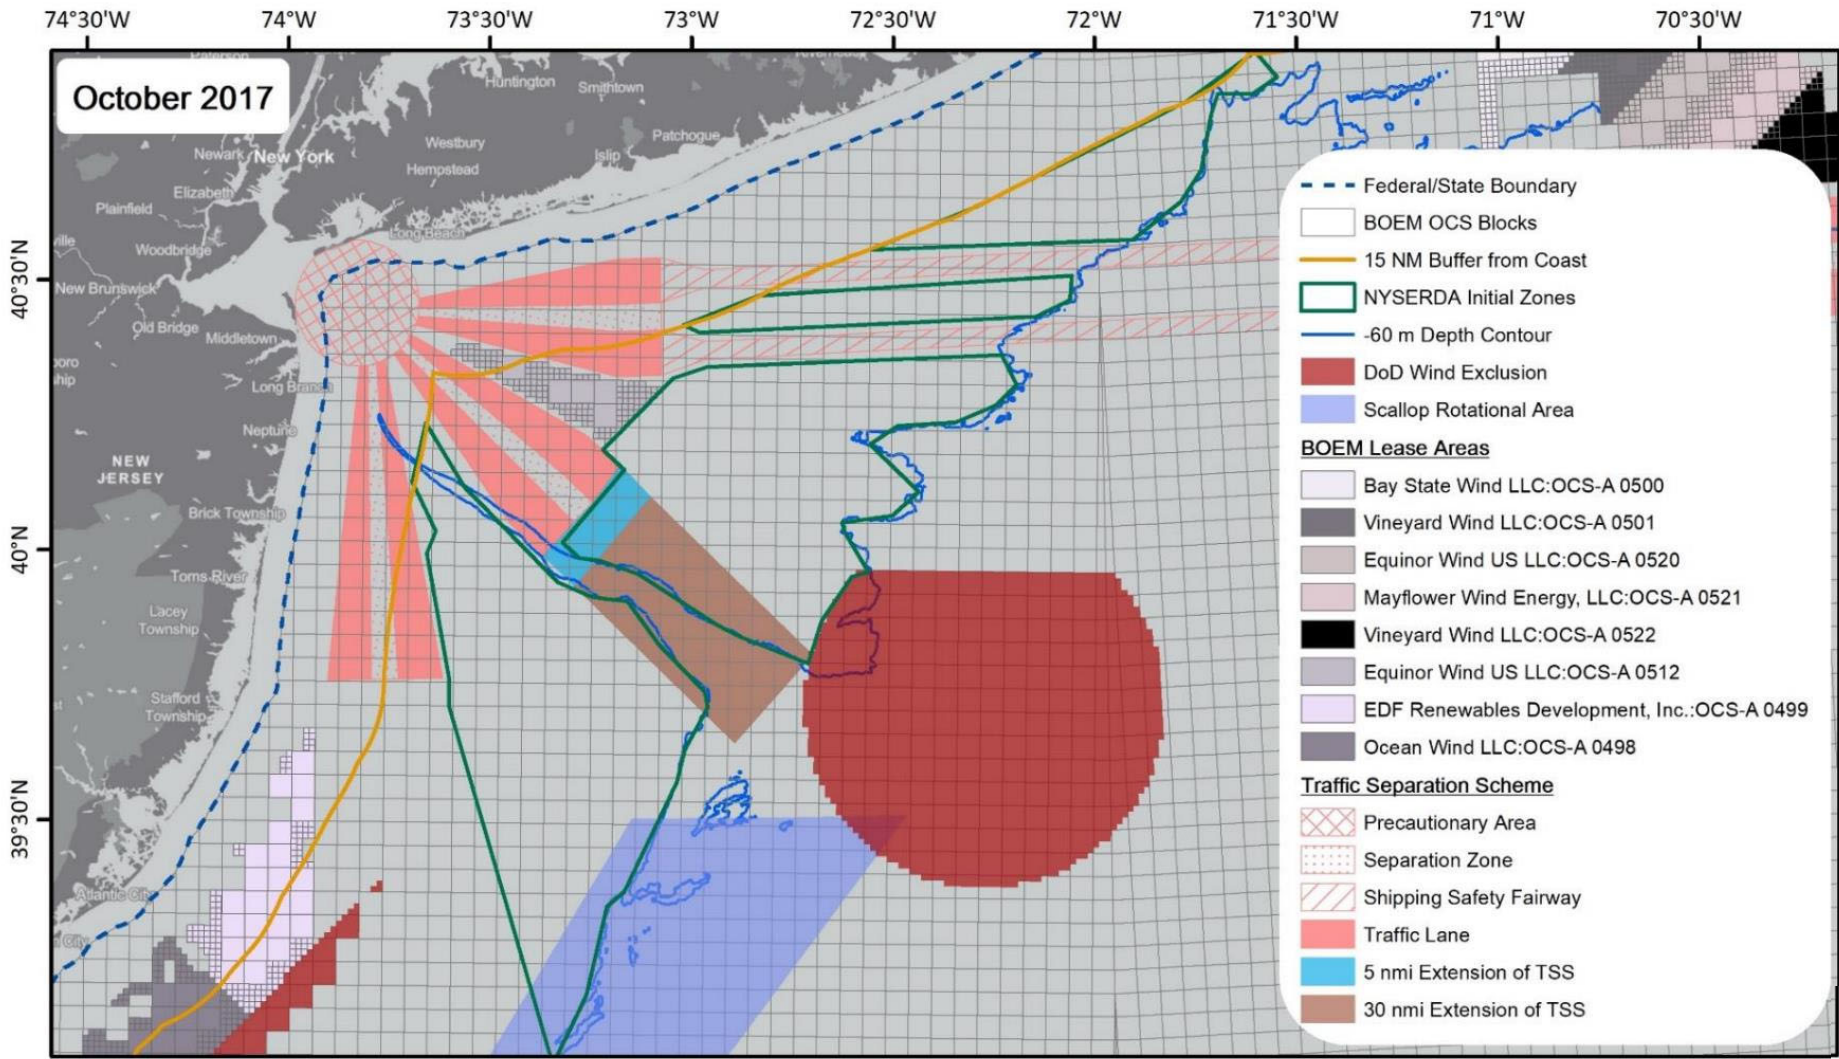 74°30'W 74°W 73°30'W 73°W 72°30'W 72°W 71°30'W 71°W 70°30'W
October 2017
Huntington
Smithtown
Patchogue
Westbury
Islip
Hempstead
Newark
New York
Elizabeth
Plainfield
Long Beach
Woodbridge
New Brunswick
Old Bridge
Middletown
Long Branch
Neptune
NEW
JERSEY
Brick Township
Toms River
Lacey
Township
Stafford
Township
Atlantic City
40°30'N
40°N
39°30'N
Federal/State Boundary
BOEM OCS Blocks
15 NM Buffer from Coast
NYSERDA Initial Zones
-60 m Depth Contour
DoD Wind Exclusion
Scallop Rotational Area
BOEM Lease Areas
Bay State Wind LLC:OCS-A 0500
Vineyard Wind LLC:OCS-A 0501
Equinor Wind US LLC:OCS-A 0520
Mayflower Wind Energy, LLC:OCS-A 0521
Vineyard Wind LLC:OCS-A 0522
Equinor Wind US LLC:OCS-A 0512
EDF Renewables Development, Inc.:OCS-A 0499
Ocean Wind LLC:OCS-A 0498
Traffic Separation Scheme
Precautionary Area
Separation Zone
Shipping Safety Fairway
Traffic Lane
5 nmi Extension of TSS
30 nmi Extension of TSS